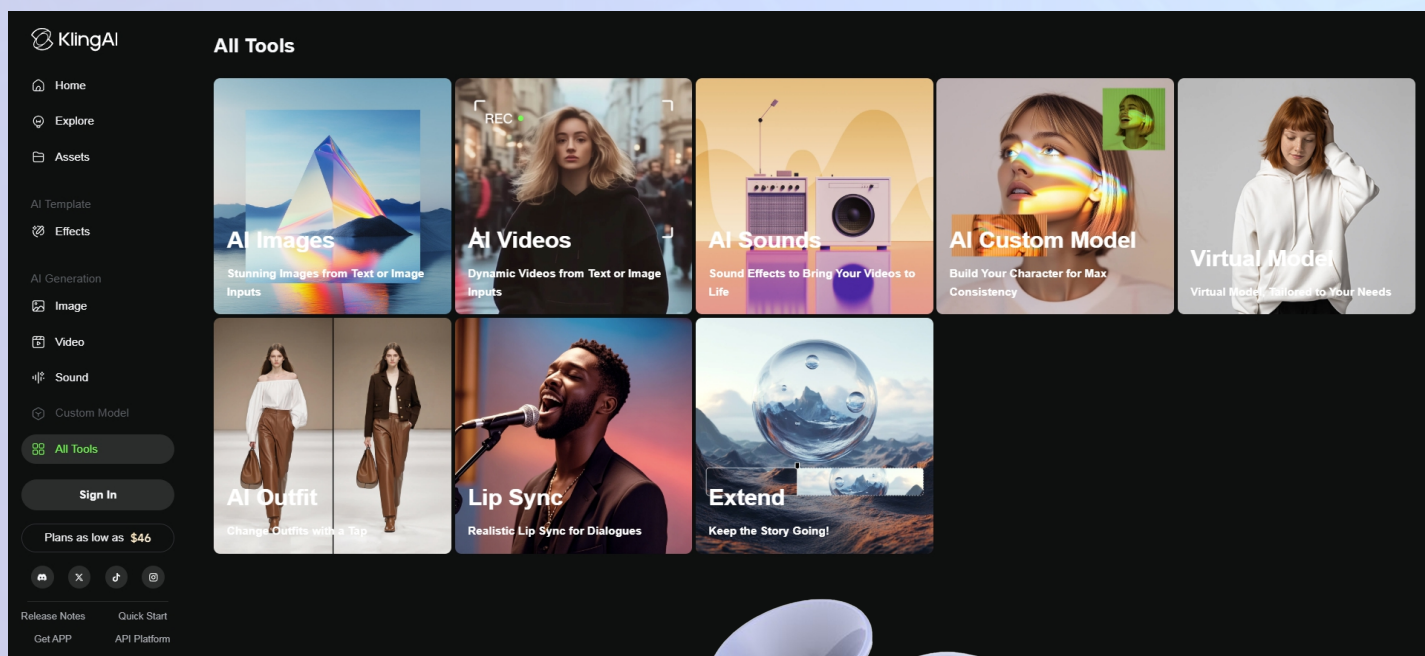 KlingAI
Home
Explore
Assets
AI Template
Effects
AI Generation
Image
Video
Sound
Custom Model
All Tools
Sign In
Plans as low as $46
Release Notes
Quick Start
Get APP
API Platform
All Tools
AI Images
Stunning Images from Text or Image
Inputs
REC
AI Videos
Dynamic Videos from Text or Image
Inputs
AI Sounds
Sound Effects to Bring Your Videos to
Life
AI Custom Model
Build Your Character for Max
Consistency
Virtual Model
Virtual Model, Tailored to Your Needs
AI Outfit
Change Outfits with a Tap
Lip Sync
Realistic Lip Sync for Dialogues
Extend
Keep the Story Going!